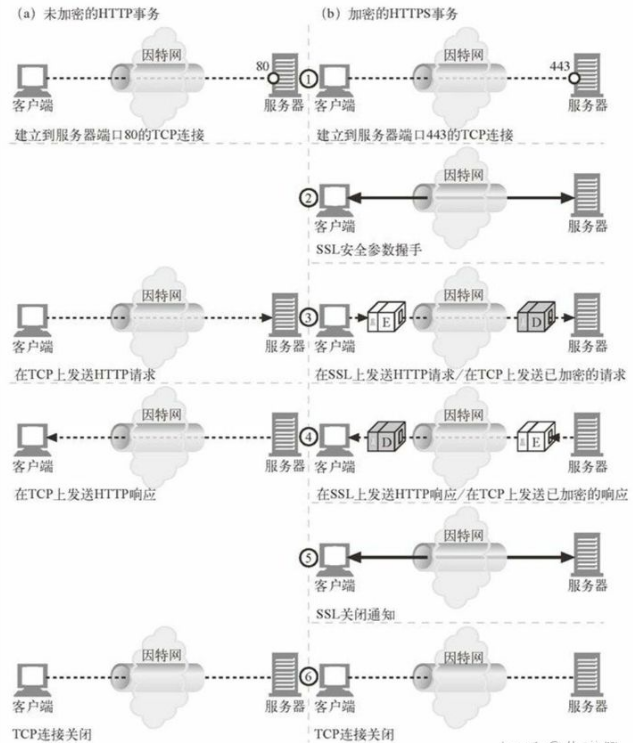 (a) 未加密的HTTP事务
(b) 加密的HTTPS事务
因特网
80
客户端
服务器
建立到服务器端口80的TCP连接
①
因特网
443
客户端
服务器
建立到服务器端口443的TCP连接
②
因特网
客户端
服务器
SSL安全参数握手
因特网
客户端
服务器
在TCP上发送HTTP请求
③
因特网
E
D
客户端
服务器
在SSL上发送HTTP请求/在TCP上发送已加密的请求
因特网
客户端
服务器
在TCP上发送HTTP响应
④
因特网
D
E
客户端
服务器
在SSL上发送HTTP响应/在TCP上发送已加密的响应
⑤
因特网
客户端
服务器
SSL关闭通知
因特网
客户端
服务器
TCP连接关闭
⑥
因特网
客户端
服务器
TCP连接关闭